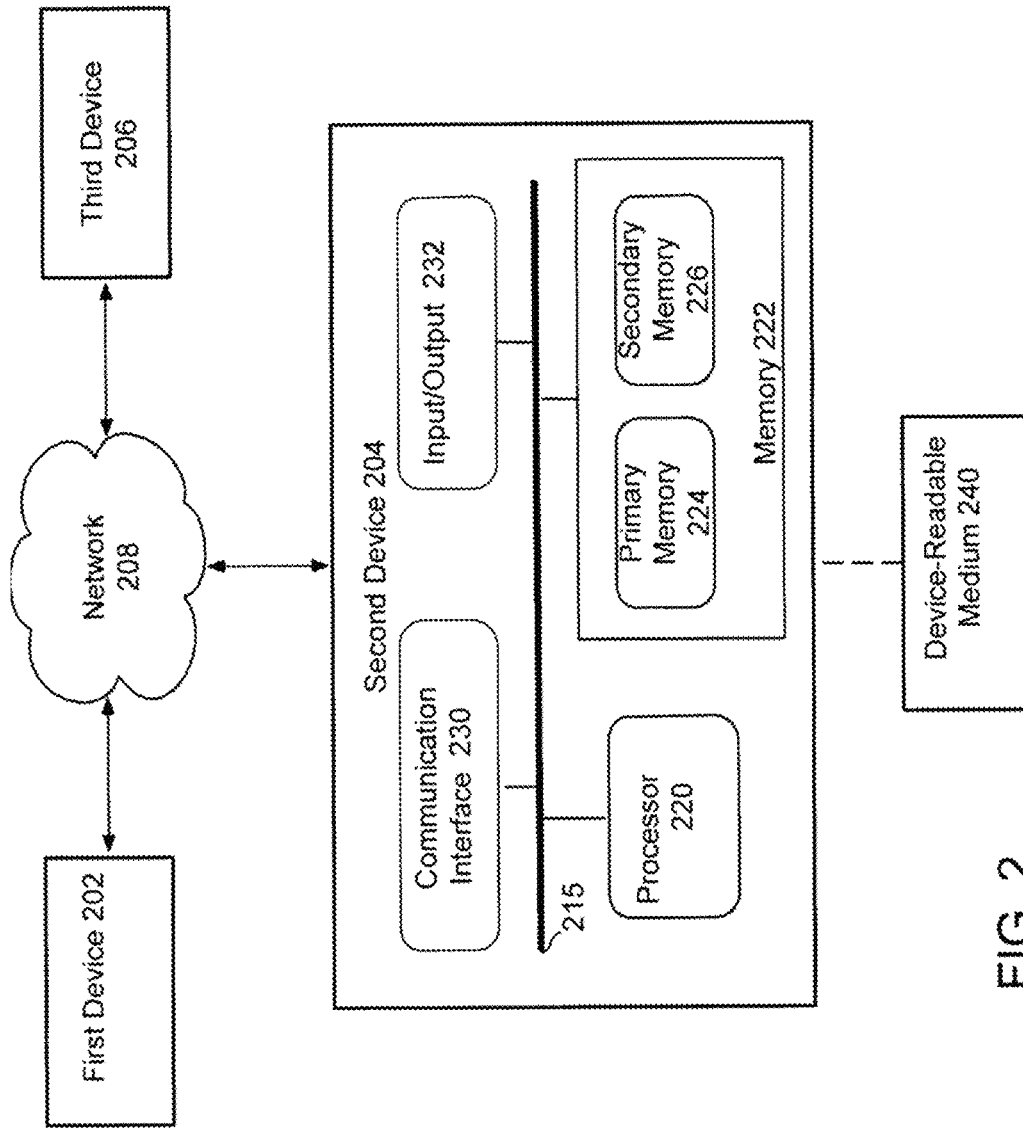 First Device 202
Network
208
Third Device
206
Second Device 204
Communication
Interface 230
Input/Output 232
215
Processor
220
Primary
Memory
224
Secondary
Memory
226
Memory 222
Device-Readable
Medium 240
FIG. 2